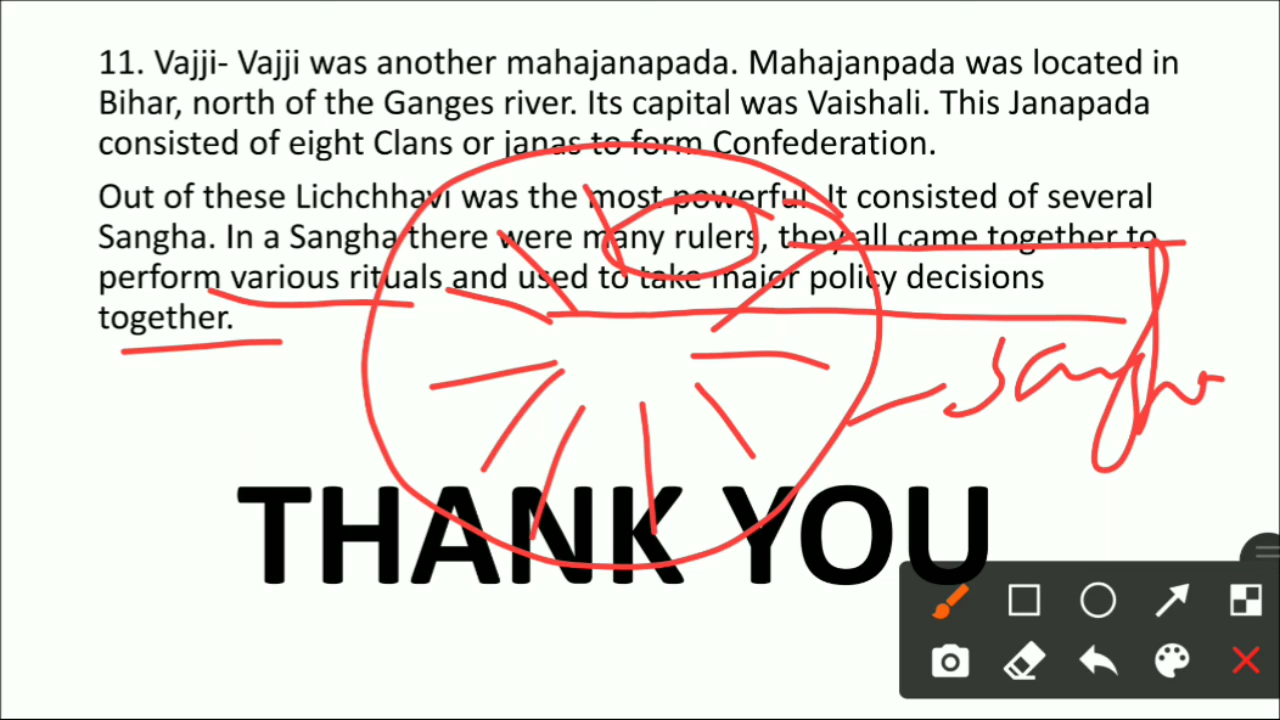 11. Vajji- Vajji was another mahajanapada. Mahajanpada was located in
Bihar, north of the Ganges river. Its capital was Vaishali. This Janapada
consisted of eight Clans or janas to form Confederation.
Out of these Lichchhavi was the most powerful. It consisted of several
Sangha. In a Sangha there were many rulers, they all came together to
perform various rituals and used to take major policy decisions
together.
Sangha
THANK YOU